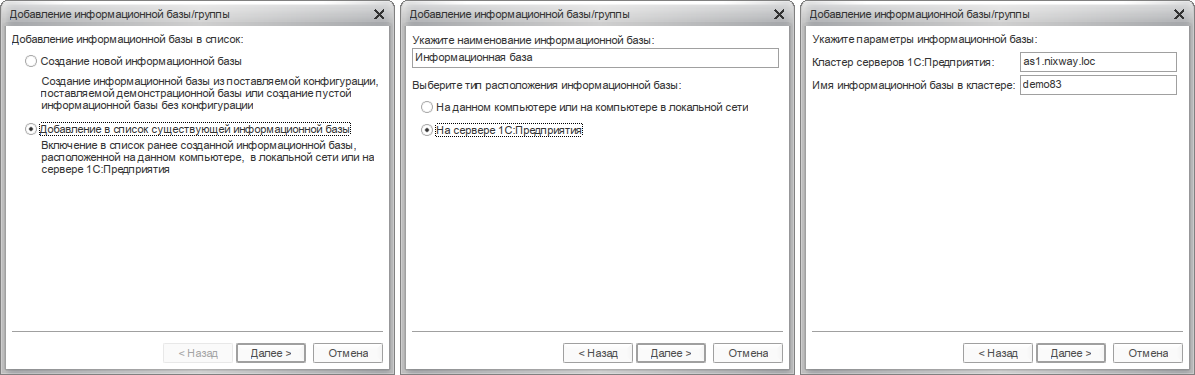 Добавление информационной базы/группы
Добавление информационной базы в список:
Создание новой информационной базы
Создание информационной базы из поставляемой конфигурации,
поставляемой демонстрационной базы или создание пустой
информационной базы без конфигурации
Добавление в список существующей информационной базы
Включение в список ранее созданной информационной базы,
расположенной на данном компьютере, в локальной сети или на
сервере 1С:Предприятия
< Назад
Далее >
Отмена
Добавление информационной базы/группы
Укажите наименование информационной базы:
Информационная база
Выберите тип расположения информационной базы:
На данном компьютере или на компьютере в локальной сети
На сервере 1С:Предприятия
< Назад
Далее >
Отмена
Добавление информационной базы/группы
Укажите параметры информационной базы:
Кластер серверов 1С:Предприятия: as1.nixway.loc
Имя информационной базы в кластере: demo83
< Назад
Далее >
Отмена